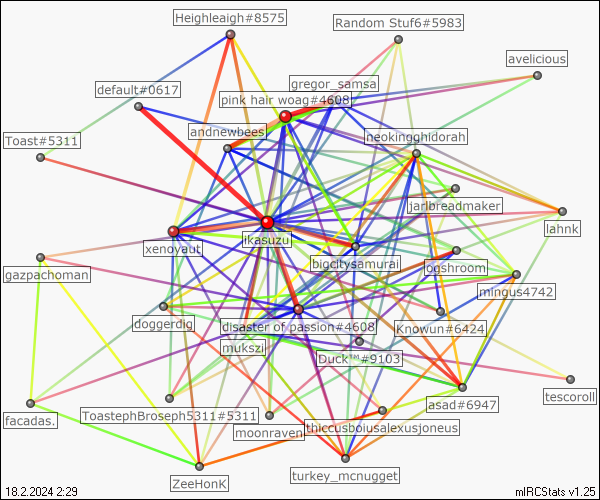 Heighleaigh#8575
Random Stuf6#5983
avelicious
gregor_samsa
default#0617
pink hair woag#4608
andnewbees
neokingghidorah
Toast#5311
jarlbreadmaker
lahnk
ikasuzu
xenoyaut
bigcitysamurai
ogshroom
gazpachoman
mingus4742
doggerdig
disaster of passion#4608
Knowun#6424
mukszi
Duck™#9103
tescoroll
asad#6947
ToastephBroseph5311#5311
facadas.
moonraven
thiccusboiusalexusjoneus
turkey_mcnugget
ZeeHonK
18.2.2024 2:29
mIRCStats v1.25